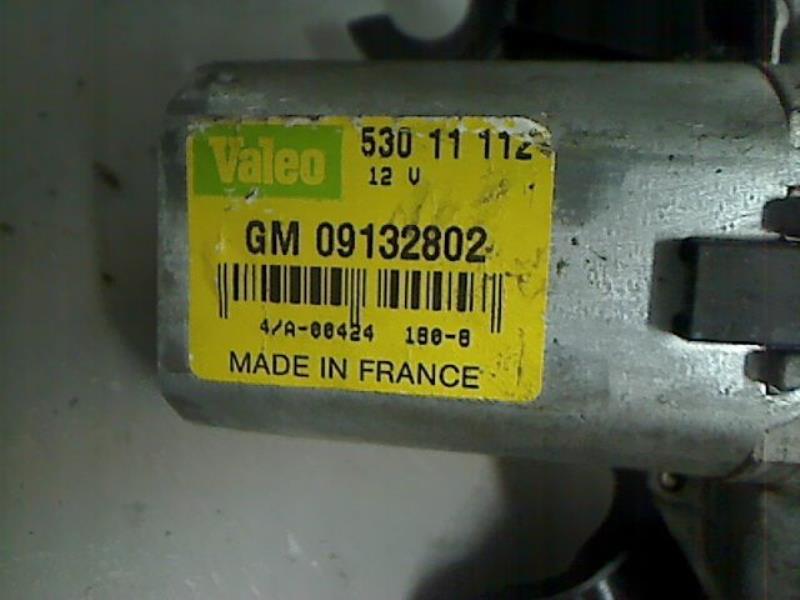 Valeo 530 11 112
12 V
GM 09132802
4/A-00424 180-8
MADE IN FRANCE